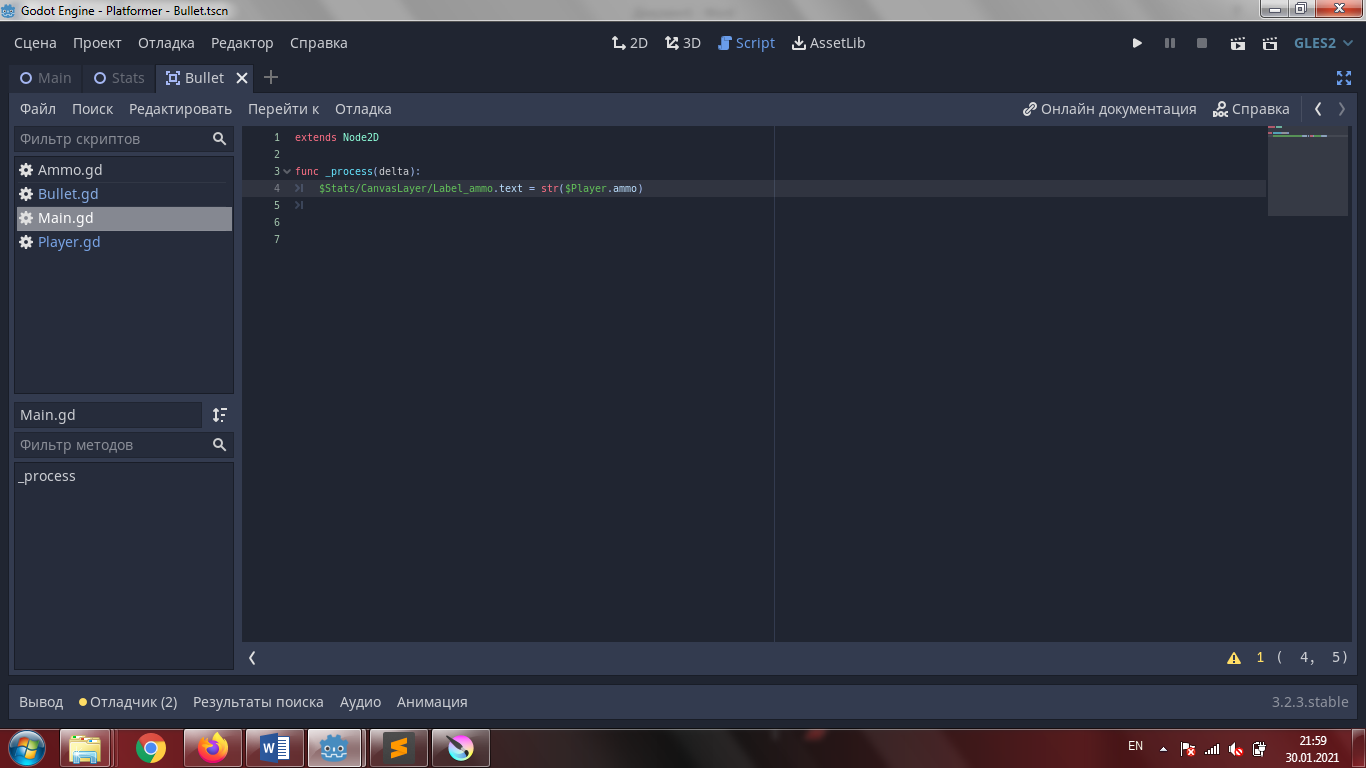 Godot Engine - Platformer - Bullet.tscn
Сцена Проект Отладка Редактор Справка 2D 3D Script AssetLib GLES2
Main Stats Bullet
Файл Поиск Редактировать Перейти к Отладка Онлайн документация Справка
Фильтр скриптов
Ammo.gd
Bullet.gd
Main.gd
Player.gd
Main.gd
Фильтр методов
_process
1 extends Node2D
2
3 func _process(delta):
4 $Stats/CanvasLayer/Label_ammo.text = str($Player.ammo)
5
6
7
1 ( 4, 5)
Вывод Отладчик (2) Результаты поиска Аудио Анимация 3.2.3.stable
EN 21:59
30.01.2021